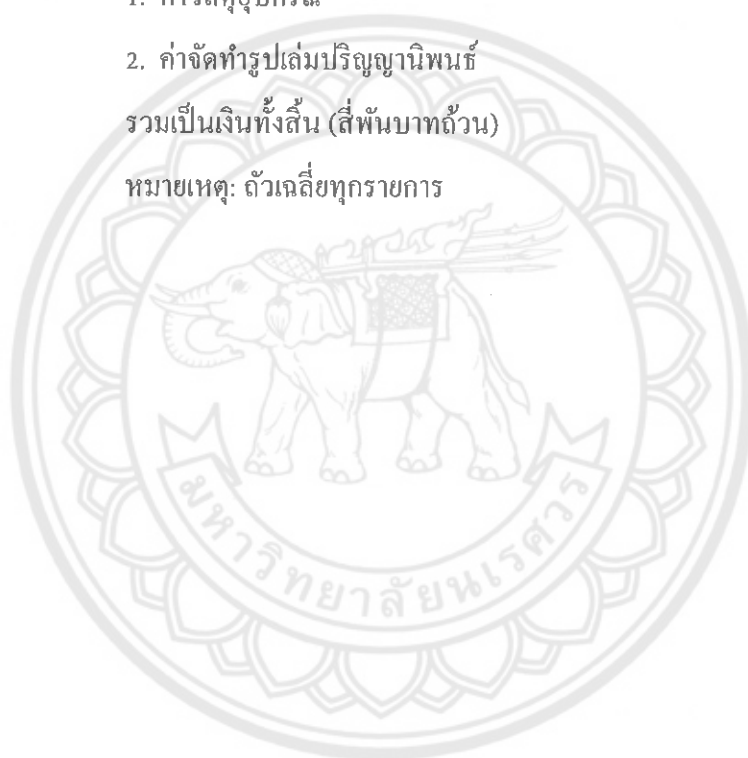 2. ค่าจัดทำรูปเล่มปริญญานิพนธ์
รวมเป็นเงินทั้งสิ้น (สี่พันบาทถ้วน)
หมายเหตุ: ถัวเฉลี่ยทุกรายการ
มหาวิทยาลัยนเรศวร